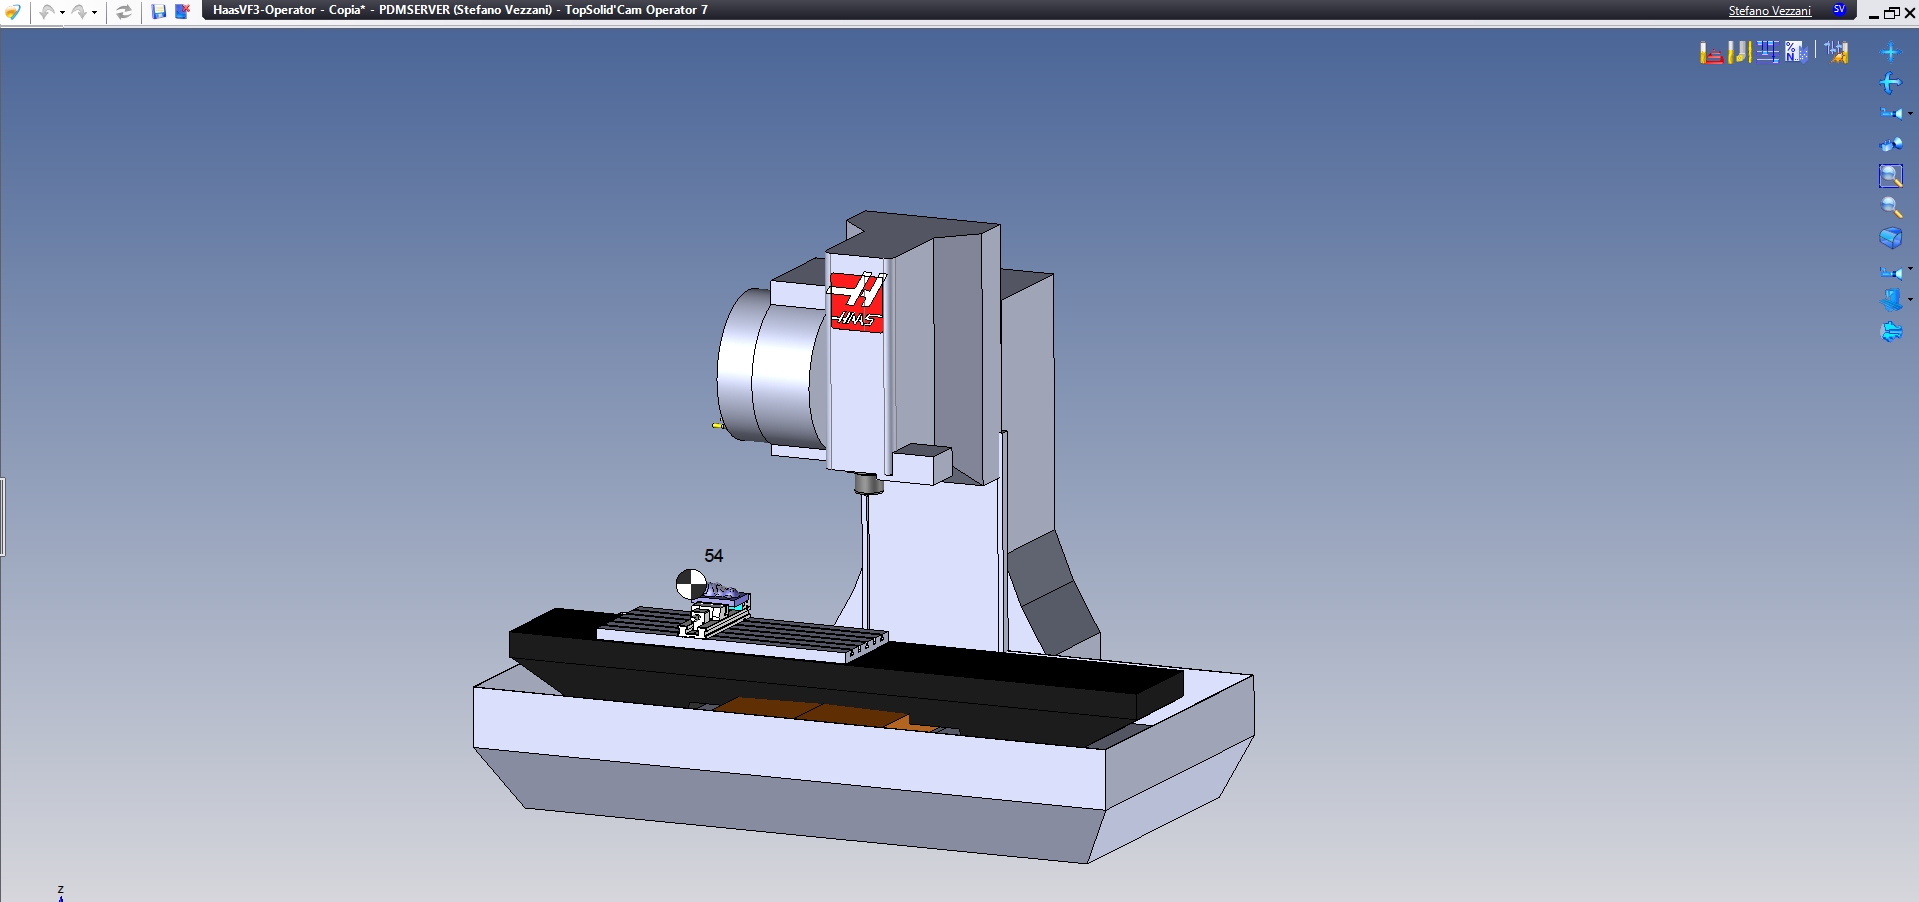 HaasVF3-Operator - Copia* - PDMSERVER (Stefano Vezzani) - TopSolid'Cam Operator 7
Stefano Vezzani
SV
%
N
H
HAAS
54
z